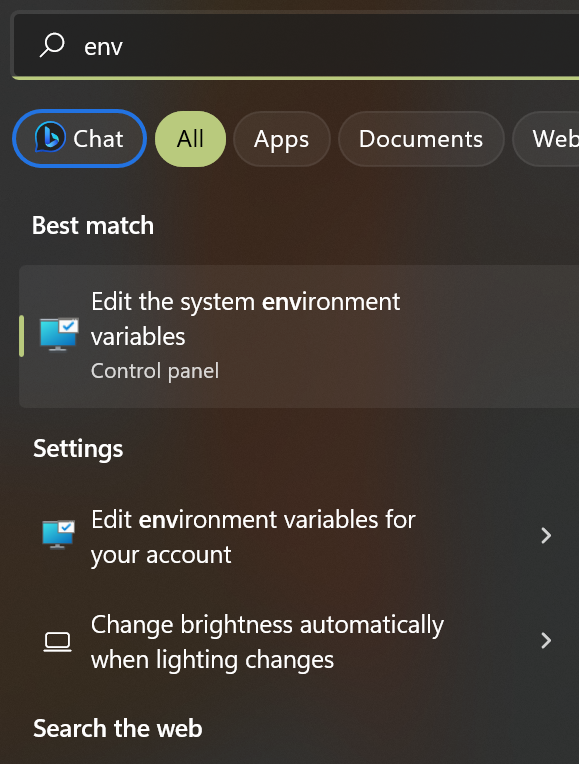 env
Chat All Apps Documents Web
Best match
Edit the system environment
variables
Control panel
Settings
Edit environment variables for
your account
Change brightness automatically
when lighting changes
Search the web